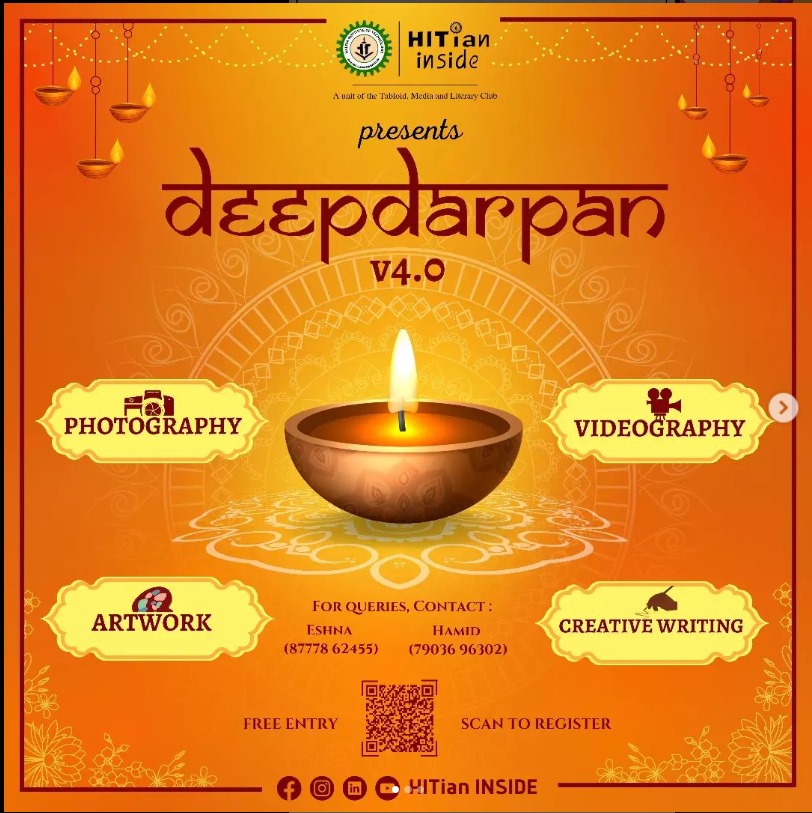 HITian
inside
A unit of the Tabloid, Media and Literary Club
presents
deepdarpan
v4.0
PHOTOGRAPHY
VIDEOGRAPHY
ARTWORK
CREATIVE WRITING
FOR QUERIES, CONTACT :
ESHNA
(87778 62455)
HAMID
(79036 96302)
FREE ENTRY
SCAN TO REGISTER
HITian INSIDE